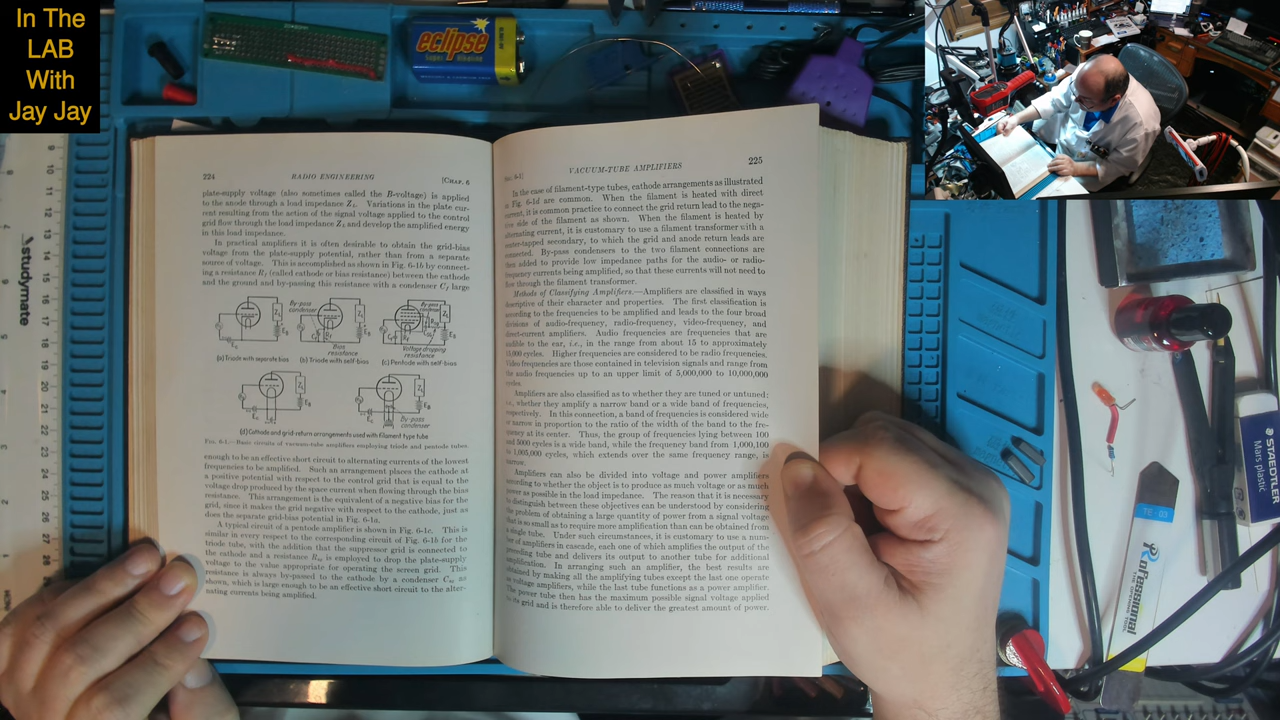 In The
LAB
With
Jay Jay
eclipse
studymate
STAEDTLER
Mars plastic
TE-03
Professional
224 RADIO ENGINEERING [CHAP. 6
plate-supply voltage (also sometimes called the B-voltage) is applied
to the anode through a load impedance
Variations in the plate cur-
rent resulting from the action of the signal voltage applied to the control
grid flow through the load impedance and develop the amplified energy
in this load impedance.
In practical amplifiers it is often desirable to obtain the grid-bias
voltage from the plate-supply potential, rather than from a separate
source of voltage. This is accomplished as shown in Fig. 6-1b by connect-
ing a resistance (called cathode or bias resistance) between the cathode
and the ground and by-passing this resistance with a condenser large
By-pass
condenser
Bias
resistance
By-pass
condenser
Voltage dropping
resistance
(a) Triode with separate bias (b) Triode with self-bias (c) Pentode with self-bias
by-pass
condenser
(d) Cathode and grid-return arrangements used with filament type tube
FIG. 6-1.—Basic circuits of vacuum-tube amplifiers employing triode and pentode tubes.
enough to be an effective short circuit to alternating currents of the lowest
frequencies to be amplified. Such an arrangement places the cathode at
a positive potential with respect to the control grid that is equal to the
voltage drop produced by the space current when flowing through the bias
resistance. This arrangement is the equivalent of a negative bias for the
grid, since it makes the grid negative with respect to the cathode, just as
does the separate grid-bias potential in Fig. 6-1a.
A typical circuit of a pentode amplifier is shown in Fig. 6-1c. This is
similar in every respect to the corresponding circuit of Fig. 6-1b for the
triode tube, with the addition that the suppressor grid is connected to
the cathode and a resistance is employed to drop the plate-supply
voltage to the value appropriate for operating the screen grid. This
resistance is always by-passed to the cathode by a condenser as
shown, which is large enough to be an effective short circuit to the alter-
nating currents being amplified.
VACUUM-TUBE AMPLIFIERS 225
In the case of filament-type tubes, cathode arrangements as illustrated
in Fig. 6-1d are common. When the filament is heated with direct
current, it is common practice to connect the grid return lead to the nega-
tive side of the filament as shown. When the filament is heated by
alternating current, it is customary to use a filament transformer with a
center-tapped secondary, to which the grid and anode return leads are
connected. By-pass condensers to the two filament connections are
then added to provide low impedance paths for the audio- or radio-
frequency currents being amplified, so that these currents will not need to
flow through the filament transformer.
Methods of Classifying Amplifiers.—Amplifiers are classified in ways
descriptive of their character and properties. The first classification is
according to the frequencies to be amplified and leads to the four broad
divisions of audio-frequency, radio-frequency, video-frequency, and
direct-current amplifiers. Audio frequencies are frequencies that are
audible to the ear, i.e., in the range from about 15 to approximately
15,000 cycles. Higher frequencies are considered to be radio frequencies.
Video frequencies are those contained in television signals and range from
the audio frequencies up to an upper limit of 5,000,000 to 10,000,000
cycles.
Amplifiers are also classified as to whether they are tuned or untuned;
i.e., whether they amplify a narrow band or a wide band of frequencies,
respectively. In this connection, a band of frequencies is considered wide
or narrow in proportion to the ratio of the width of the band to the fre-
quency at its center. Thus, the group of frequencies lying between 100
and 5000 cycles is a wide band, while the frequency band from 1,000,100
to 1,005,000 cycles, which extends over the same frequency range, is
narrow.
Amplifiers can also be divided into voltage and power amplifiers
according to whether the object is to produce as much voltage or as much
power as possible in the load impedance. The reason that it is necessary
to distinguish between these objectives can be understood by considering
the problem of obtaining a large quantity of power from a signal voltage
that is so small as to require more amplification than can be obtained from
a single tube. Under such circumstances, it is customary to use a num-
ber of amplifiers in cascade, each one of which amplifies the output of the
preceding tube and delivers its output to another tube for additional
amplification. In arranging such an amplifier, the best results are
obtained by making all the amplifying tubes except the last one operate
as voltage amplifiers, while the last tube functions as a power amplifier.
The power tube then has the maximum possible signal voltage applied
to its grid and is therefore able to deliver the greatest amount of power.